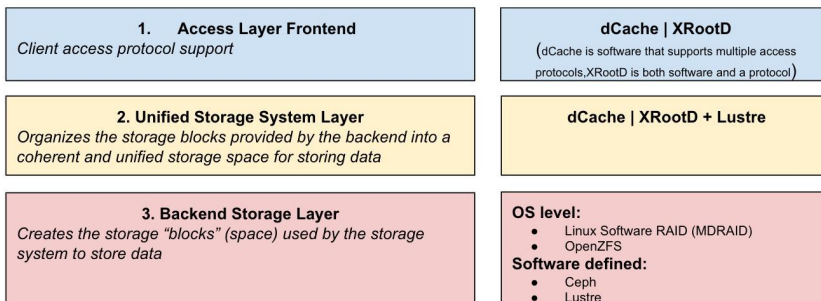 1. Access Layer Frontend
Client access protocol support
dCache | XRootD
(dCache is software that supports multiple access
protocols,XRootD is both software and a protocol)
2. Unified Storage System Layer
Organizes the storage blocks provided by the backend into a
coherent and unified storage space for storing data
dCache | XRootD + Lustre
3. Backend Storage Layer
Creates the storage “blocks” (space) used by the storage
system to store data
OS level:
● Linux Software RAID (MDRAID)
● OpenZFS
Software defined:
● Ceph
● Lustre